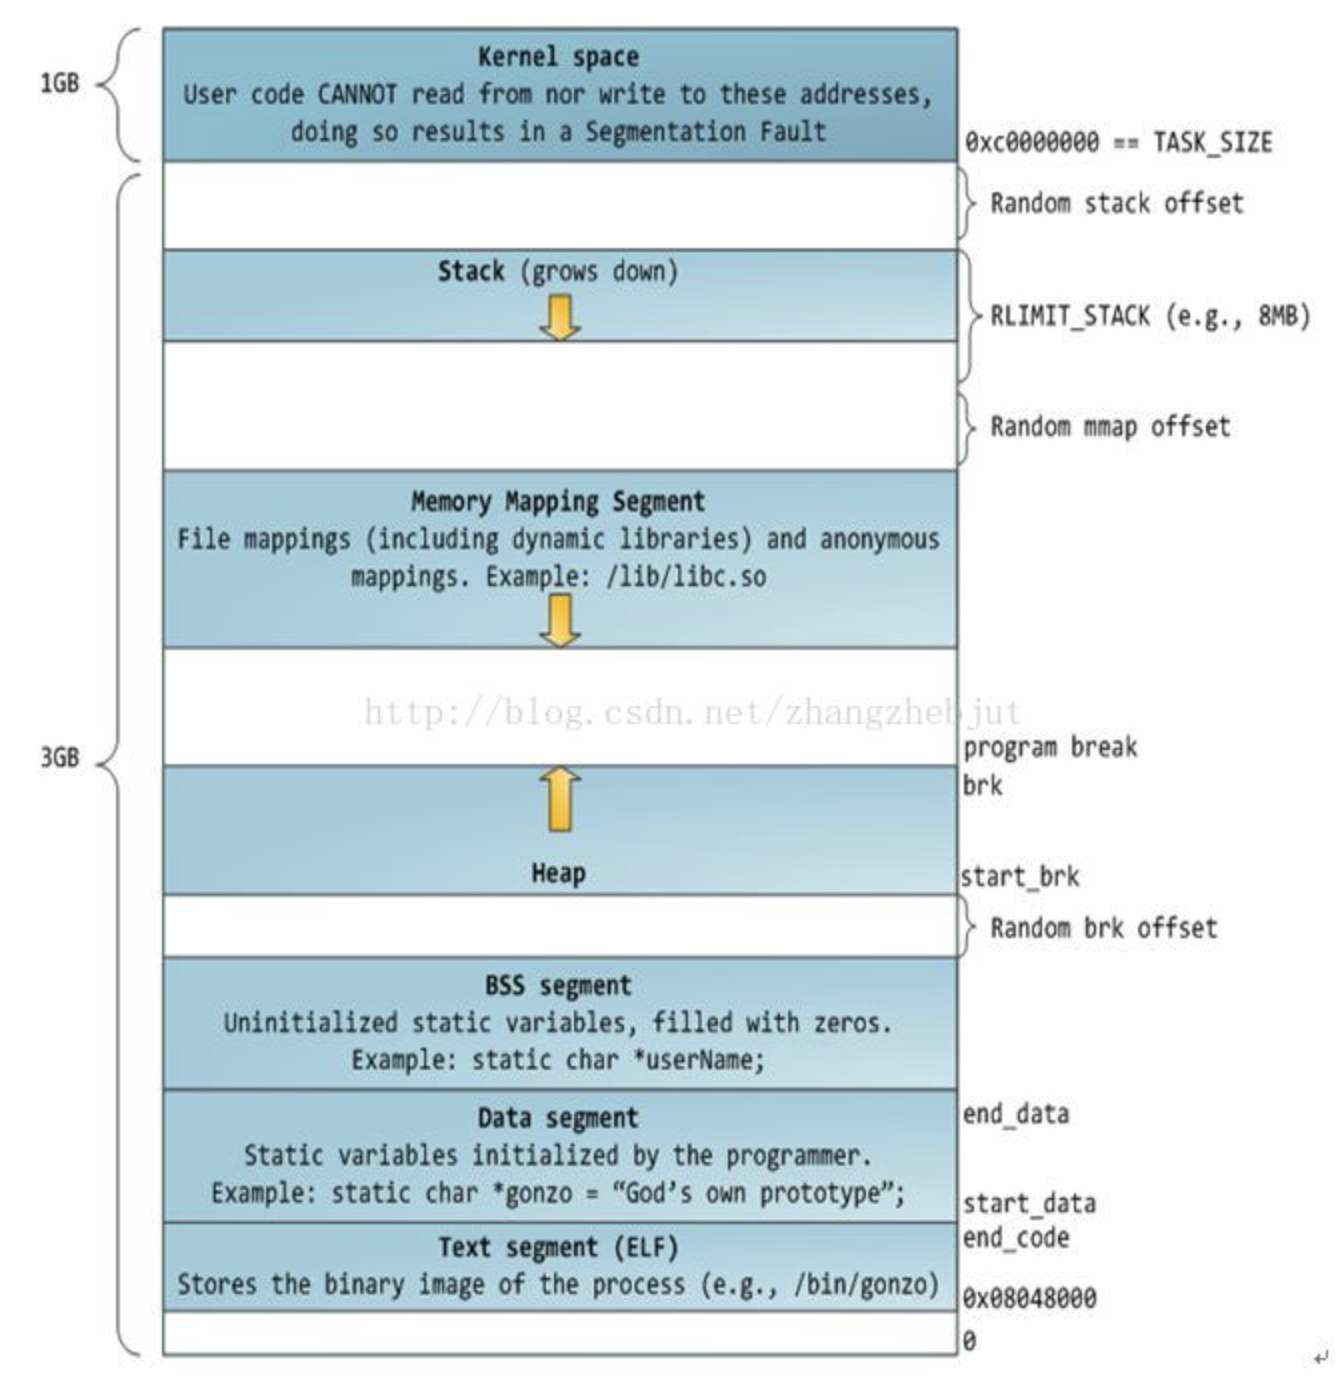 1GB
Kernel space
User code CANNOT read from nor write to these addresses,
doing so results in a Segmentation Fault
0xc0000000 == TASK_SIZE
Random stack offset
Stack (grows down)
RLIMIT_STACK (e.g., 8MB)
Random mmap offset
Memory Mapping Segment
File mappings (including dynamic libraries) and anonymous
mappings. Example: /lib/libc.so
http://blog.csdn.net/zhangzhebjut
3GB
program break
brk
Heap
start_brk
Random brk offset
BSS segment
Uninitialized static variables, filled with zeros.
Example: static char *userName;
Data segment
end_data
Static variables initialized by the programmer.
Example: static char *gonzo = “God’s own prototype”;
start_data
end_code
Text segment (ELF)
Stores the binary image of the process (e.g., /bin/gonzo)
0x08048000
0